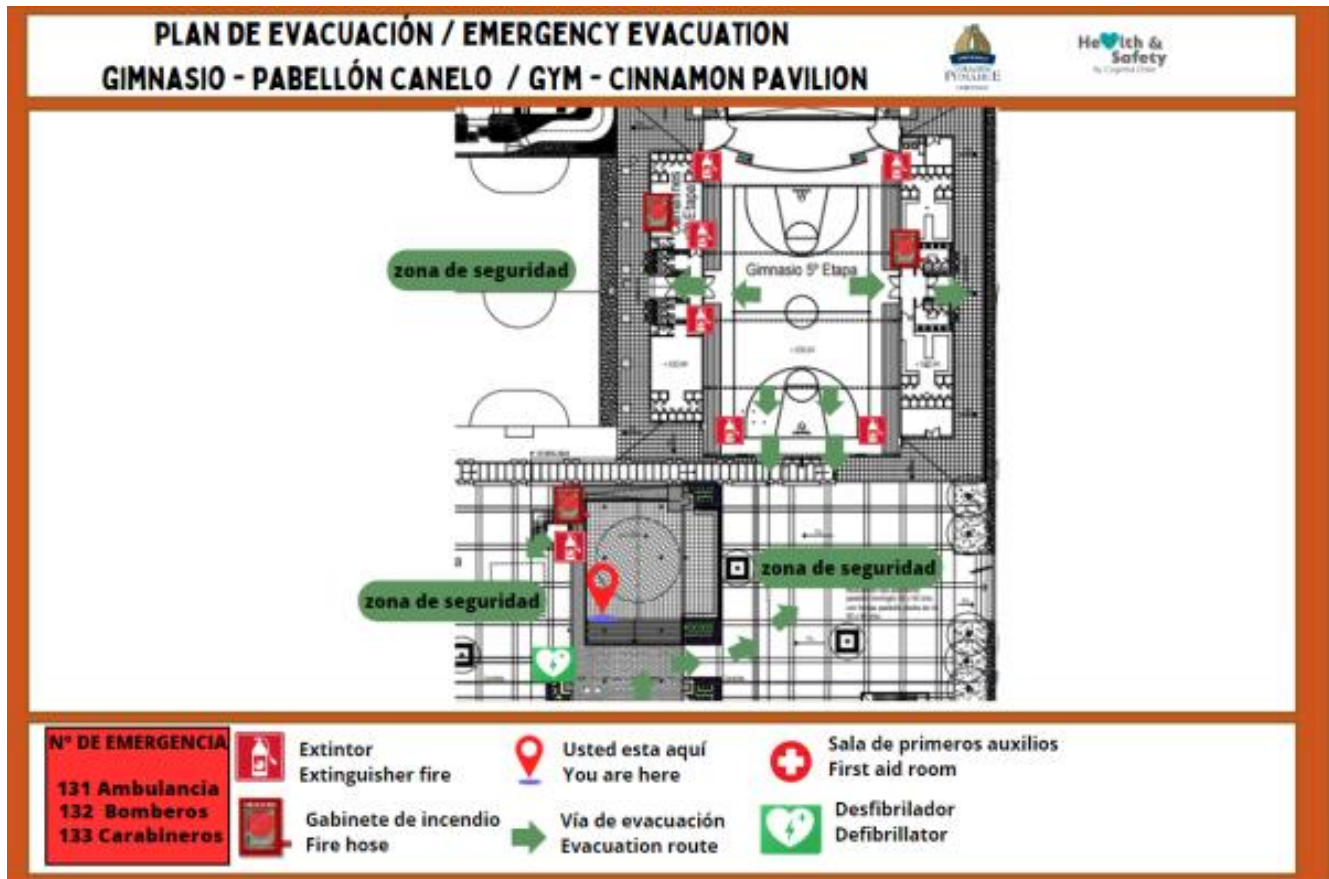 PLAN DE EVACUACIÓN / EMERGENCY EVACUATION
GIMNASIO - PABELLÓN CANELO / GYM - CINNAMON PAVILION
Health &
Safety
Gimnasio 5º Etapa
zona de seguridad
zona de seguridad
zona de seguridad
Nº DE EMERGENCIA
131 Ambulancia
132 Bomberos
133 Carabineros
Extintor
Extinguisher fire
Gabinete de incendio
Fire hose
Usted esta aquí
You are here
Vía de evacuación
Evacuation route
Sala de primeros auxilios
First aid room
Desfibrilador
Defibrillator